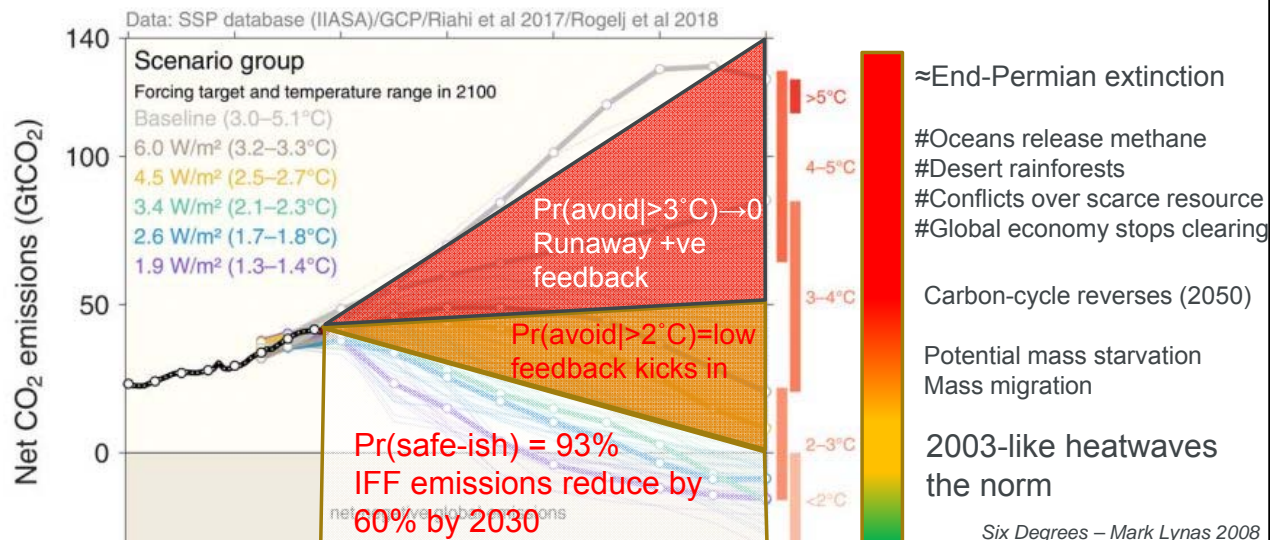 Data: SSP database (IIASA)/GCP/Riahi et al 2017/Rogelj et al 2018
Net CO₂ emissions (GtCO₂)
140
100
50
0
Scenario group
Forcing target and temperature range in 2100
Baseline (3.0–5.1°C)
6.0 W/m² (3.2–3.3°C)
4.5 W/m² (2.5–2.7°C)
3.4 W/m² (2.1–2.3°C)
2.6 W/m² (1.7–1.8°C)
1.9 W/m² (1.3–1.4°C)
Pr(avoid|>3˚C)→0
Runaway +ve
feedback
Pr(avoid|>2˚C)=low
feedback kicks in
Pr(safe-ish) = 93%
IFF emissions reduce by
net-negative global emissions
60% by 2030
>5°C
4–5°C
3–4°C
2–3°C
<2°C
≈End-Permian extinction
#Oceans release methane
#Desert rainforests
#Conflicts over scarce resource
#Global economy stops clearing
Carbon-cycle reverses (2050)
Potential mass starvation
Mass migration
2003-like heatwaves
the norm
Six Degrees – Mark Lynas 2008